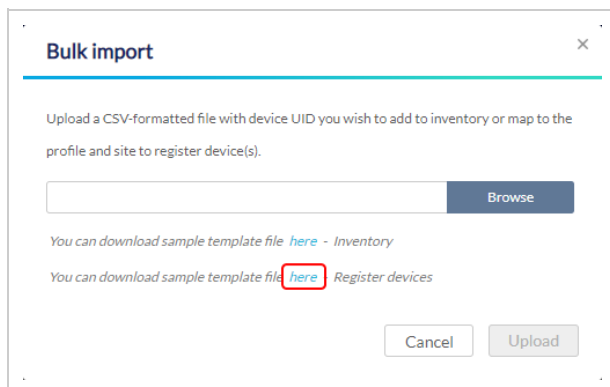 Bulk import
Upload a CSV-formatted file with device UID you wish to add to inventory or map to the
profile and site to register device(s).
Browse
You can download sample template file here - Inventory
You can download sample template file here - Register devices
Cancel Upload